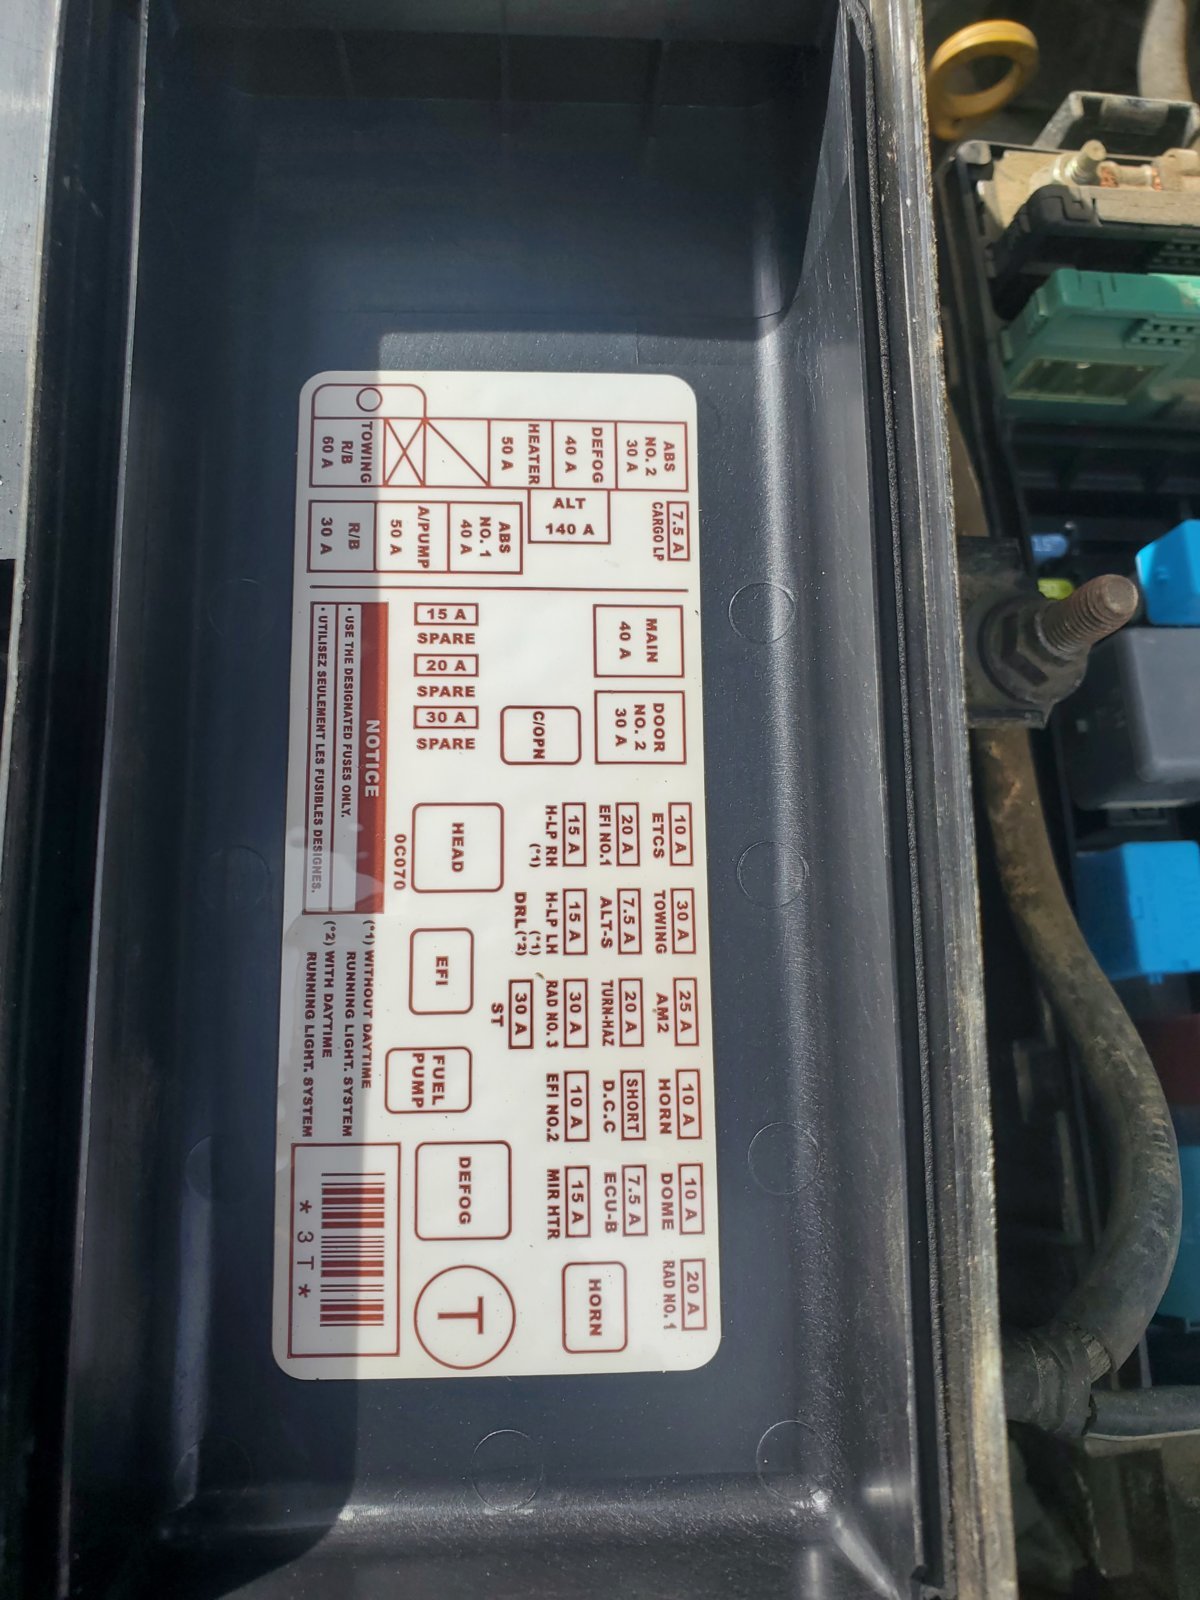 ABS
NO. 2
30 A
DEFOG
40 A
HEATER
50 A
TOWING
R/B
60 A
7.5 A
CARGO LP
ALT
140 A
ABS
NO. 1
40 A
A/PUMP
50 A
R/B
30 A
MAIN
40 A
DOOR
NO. 2
30 A
C/OPN
15 A
SPARE
20 A
SPARE
30 A
SPARE
NOTICE
· USE THE DESIGNATED FUSES ONLY.
· UTILISEZ SEULEMENT LES FUSIBLES DESIGNES.
10 A
ETCS
30 A
TOWING
25 A
AM2
10 A
HORN
10 A
DOME
20 A
RAD NO. 1
20 A
EFI NO.1
7.5 A
ALT-S
20 A
TURN-HAZ
SHORT
D.C.C
7.5 A
ECU-B
15 A
H-LP RH
(*1)
15 A
H-LP LH
(*1)
DRL(*2)
30 A
RAD NO. 3
10 A
EFI NO.2
15 A
MIR HTR
30 A
ST
HORN
HEAD
EFI
FUEL
PUMP
DEFOG
T
0C070
(*1) WITHOUT DAYTIME
RUNNING LIGHT. SYSTEM
(*2) WITH DAYTIME
RUNNING LIGHT. SYSTEM
* 3 T *